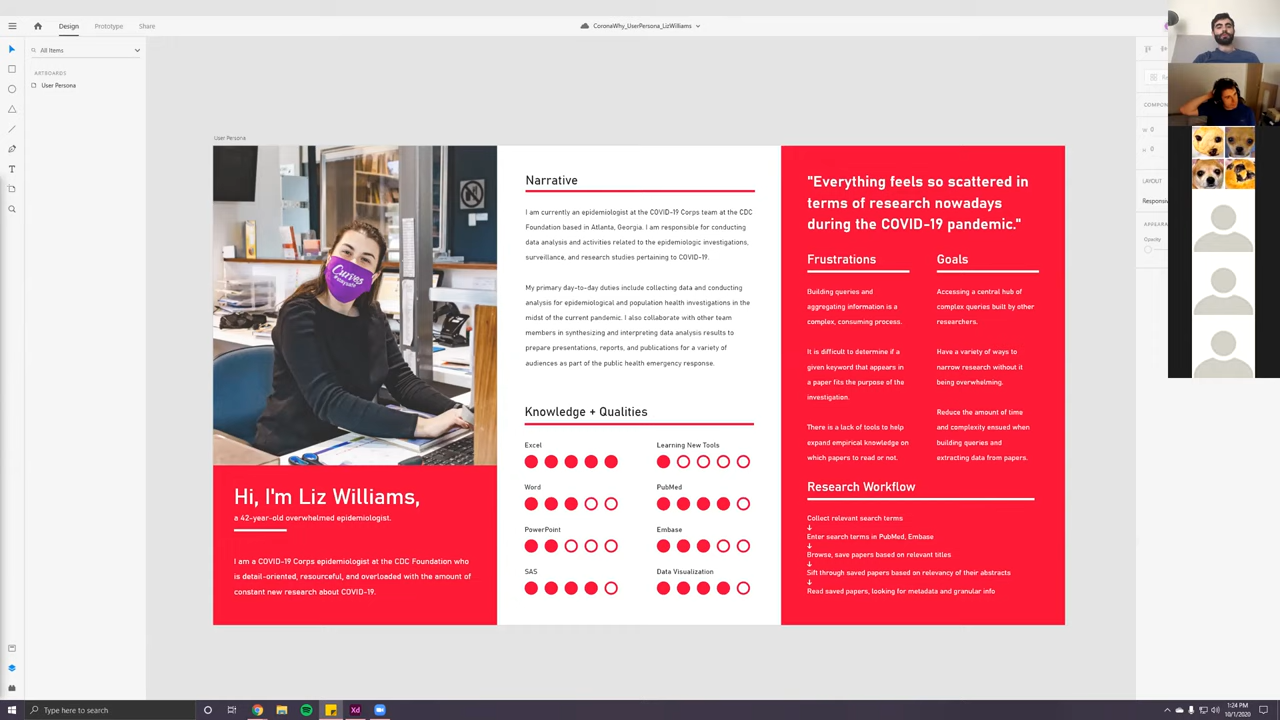 Design
Prototype
Share
CoronaWhy_UserPersona_LizWilliams
All Items
ARTBOARDS
User Persona
User Persona
Curves
Hi, I'm Liz Williams,
a 42-year-old overwhelmed epidemiologist.
I am a COVID-19 Corps epidemiologist at the CDC Foundation who
is detail-oriented, resourceful, and overloaded with the amount of
constant new research about COVID-19.
Narrative
I am currently an epidemiologist at the COVID-19 Corps team at the CDC
Foundation based in Atlanta, Georgia. I am responsible for conducting
data analysis and activities related to the epidemiologic investigations,
surveillance, and research studies pertaining to COVID-19.
My primary day-to-day duties include collecting data and conducting
analysis for epidemiological and population health investigations in the
midst of the current pandemic. I also collaborate with other team
members in synthesizing and interpreting data analysis results to
prepare presentations, reports, and publications for a variety of
audiences as part of the public health emergency response.
Knowledge + Qualities
Excel
Word
PowerPoint
SAS
Learning New Tools
PubMed
Embase
Data Visualization
"Everything feels so scattered in
terms of research nowadays
during the COVID-19 pandemic."
Frustrations
Building queries and
aggregating information is a
complex, consuming process.
It is difficult to determine if a
given keyword that appears in
a paper fits the purpose of the
investigation.
There is a lack of tools to help
expand empirical knowledge on
which papers to read or not.
Goals
Accessing a central hub of
complex queries built by other
researchers.
Have a variety of ways to
narrow research without it
being overwhelming.
Reduce the amount of time
and complexity ensued when
building queries and
extracting data from papers.
Research Workflow
Collect relevant search terms
↓
Enter search terms in PubMed, Embase
↓
Browse, save papers based on relevant titles
↓
Sift through saved papers based on relevancy of their abstracts
↓
Read saved papers, looking for metadata and granular info
W 0
H 0
LAYOUT
Opacity
Type here to search
Xd
1:24 PM
10/1/2020